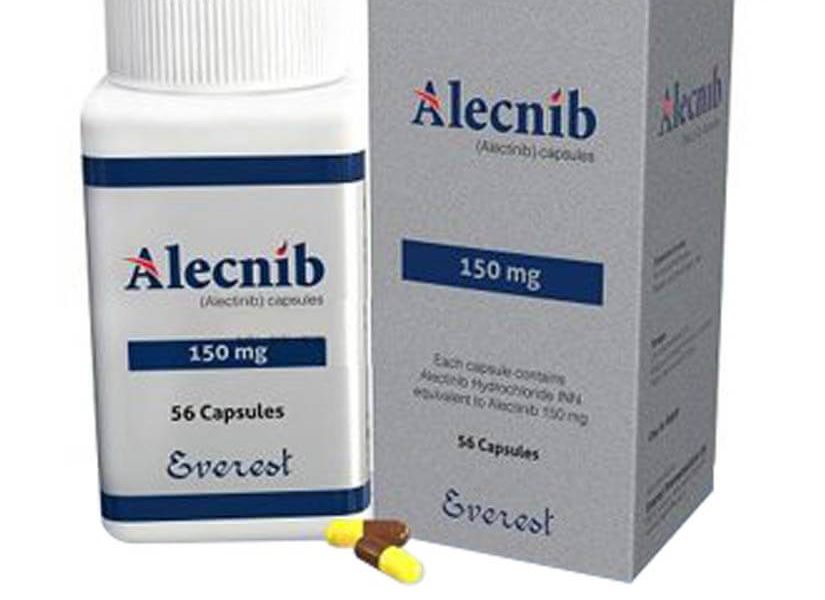 Alecnib
(Alectinib) capsules
150 mg
56 Capsules
Everest
Alecnib
(Alectinib) capsules
150 mg
Each capsule contains
Alectinib Hydrochloride INN
equivalent to Alectinib 150 mg
56 Capsules
Everest
Alecnib